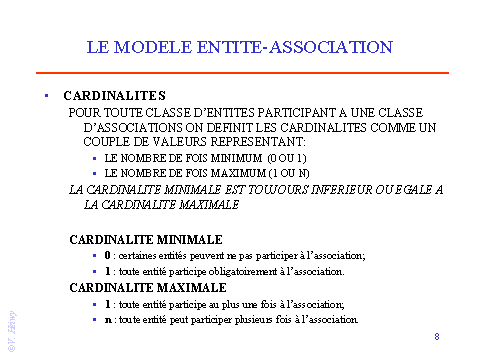 LE MODELE ENTITE-ASSOCIATION
• CARDINALITES
POUR TOUTE CLASSE D'ENTITES PARTICIPANT A UNE CLASSE
D'ASSOCIATIONS ON DEFINIT LES CARDINALITES COMME UN
COUPLE DE VALEURS REPRESENTANT:
• LE NOMBRE DE FOIS MINIMUM (0 OU 1)
• LE NOMBRE DE FOIS MAXIMUM (1 OU N)
LA CARDINALITE MINIMALE EST TOUJOURS INFERIEUR OU EGALE A
LA CARDINALITE MAXIMALE
CARDINALITE MINIMALE
• 0 : certaines entités peuvent ne pas participer à l'association;
• 1 : toute entité participe obligatoirement à l'association.
CARDINALITE MAXIMALE
• 1 : toute entité participe au plus une fois à l'association;
• n : toute entité peut participer plusieurs fois à l'association.
8